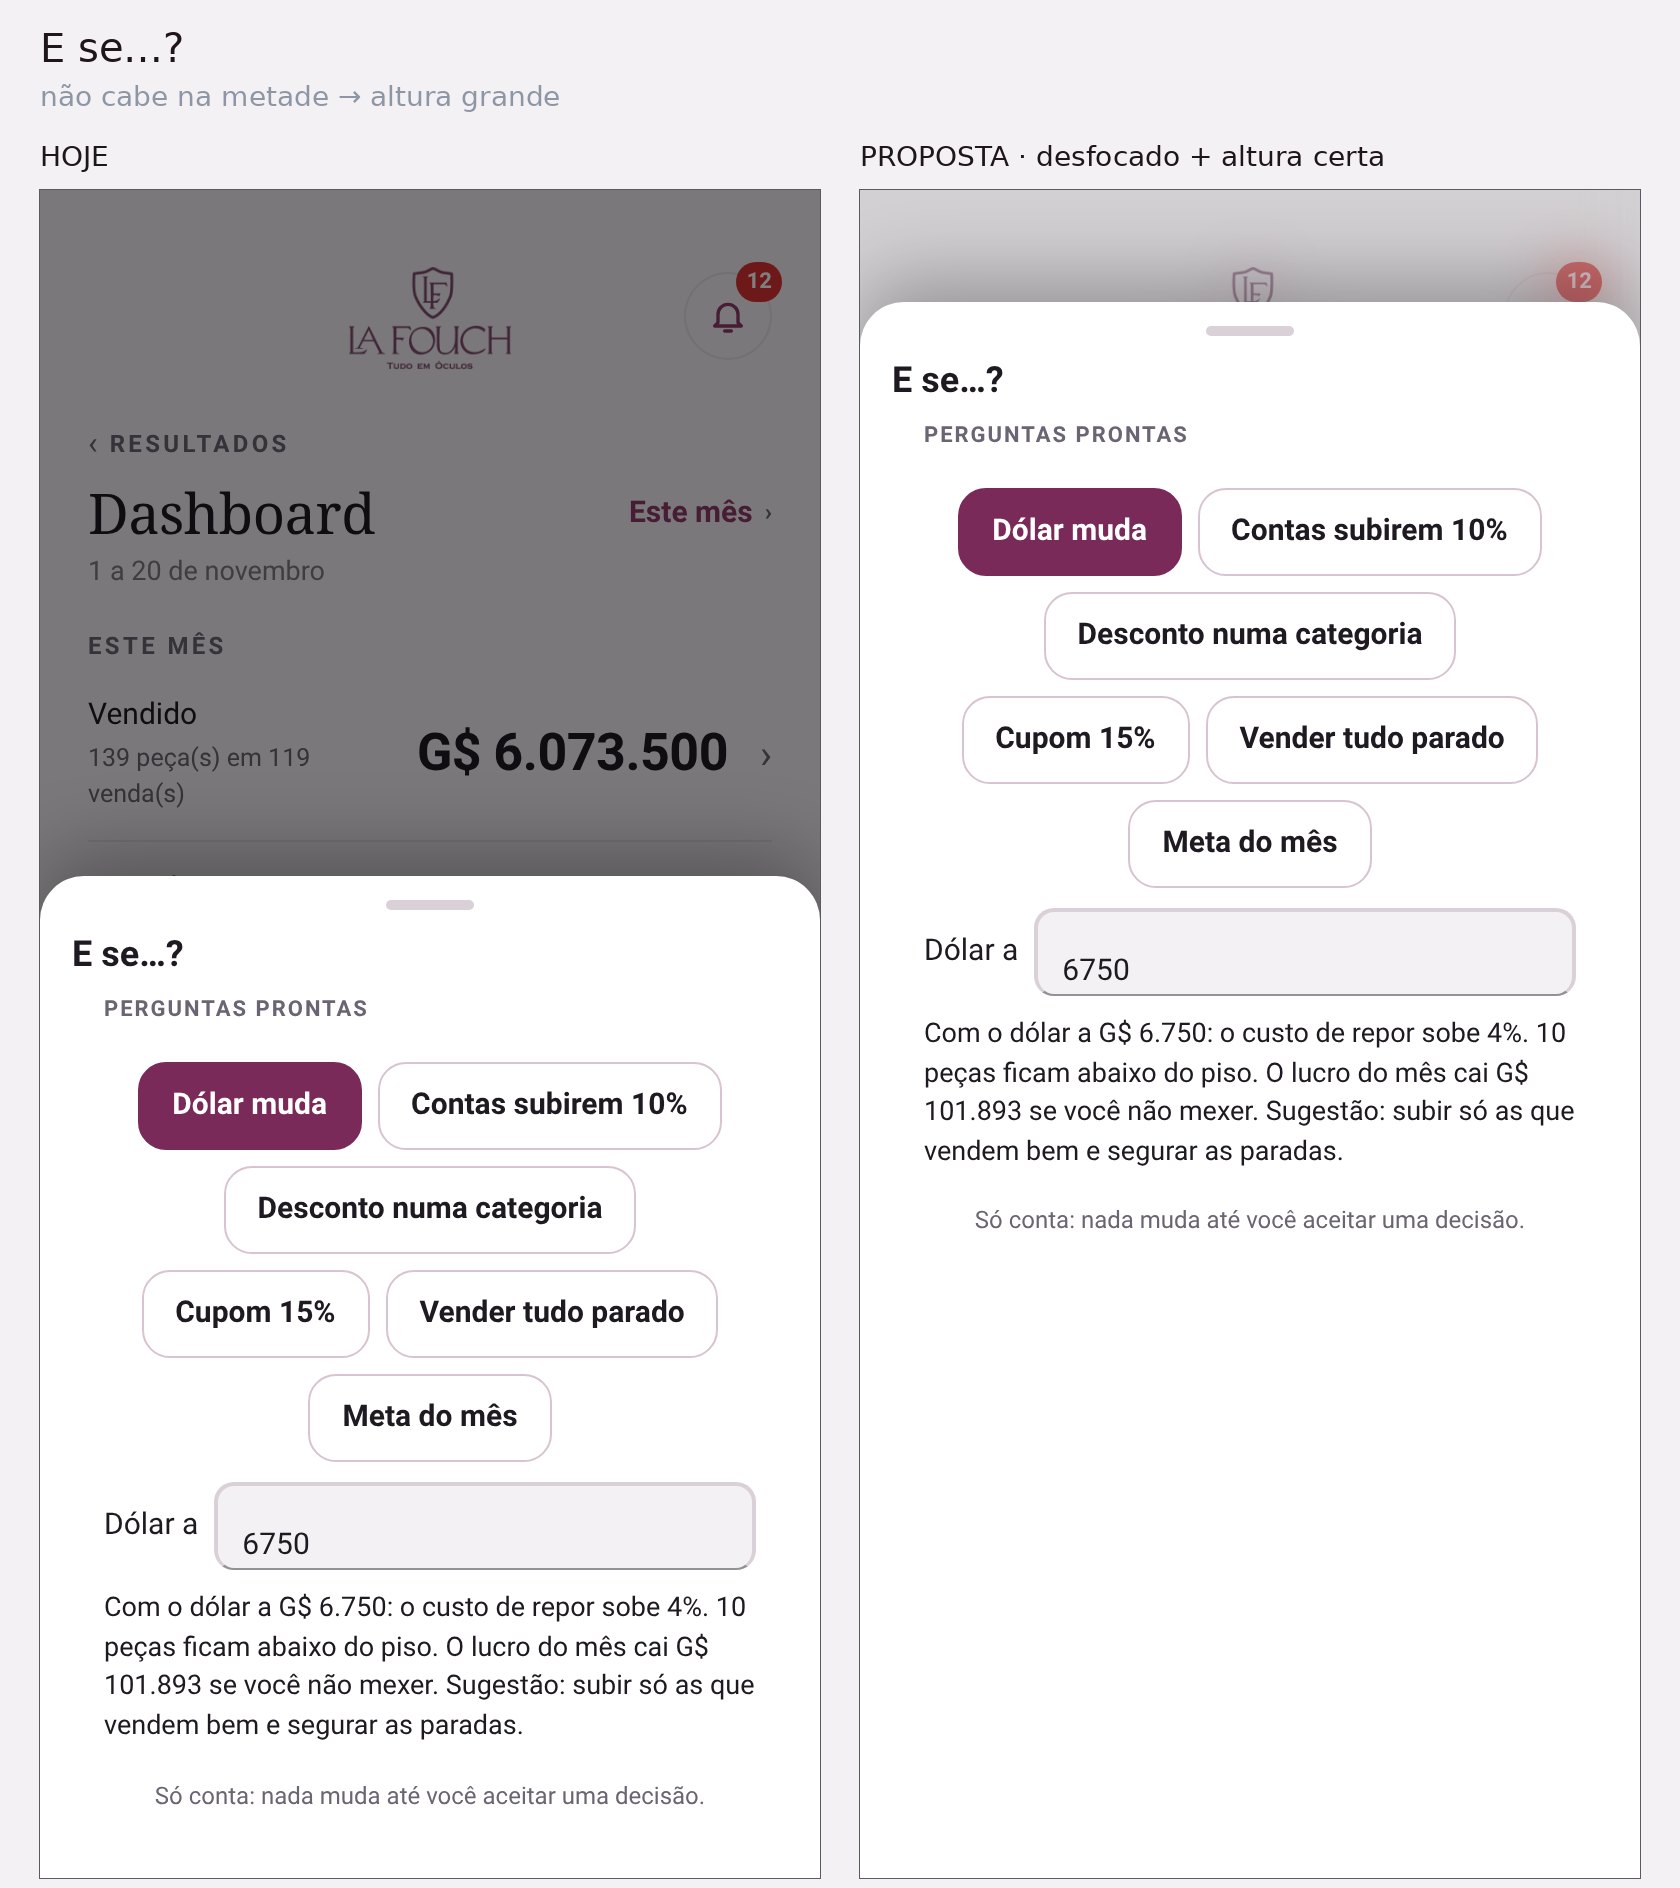 E se…?
não cabe na metade → altura grande
HOJE
LF
12
LA FOUCH
TUDO EM ÓCULOS
‹ RESULTADOS
Dashboard
Este mês ›
1 a 20 de novembro
ESTE MÊS
Vendido
139 peça(s) em 119
venda(s)
G$ 6.073.500 ›
E se…?
PERGUNTAS PRONTAS
Dólar muda
Contas subirem 10%
Desconto numa categoria
Cupom 15%
Vender tudo parado
Meta do mês
Dólar a
6750
Com o dólar a G$ 6.750: o custo de repor sobe 4%. 10
peças ficam abaixo do piso. O lucro do mês cai G$
101.893 se você não mexer. Sugestão: subir só as que
vendem bem e segurar as paradas.
Só conta: nada muda até você aceitar uma decisão.
PROPOSTA · desfocado + altura certa
LF
12
E se…?
PERGUNTAS PRONTAS
Dólar muda
Contas subirem 10%
Desconto numa categoria
Cupom 15%
Vender tudo parado
Meta do mês
Dólar a
6750
Com o dólar a G$ 6.750: o custo de repor sobe 4%. 10
peças ficam abaixo do piso. O lucro do mês cai G$
101.893 se você não mexer. Sugestão: subir só as que
vendem bem e segurar as paradas.
Só conta: nada muda até você aceitar uma decisão.